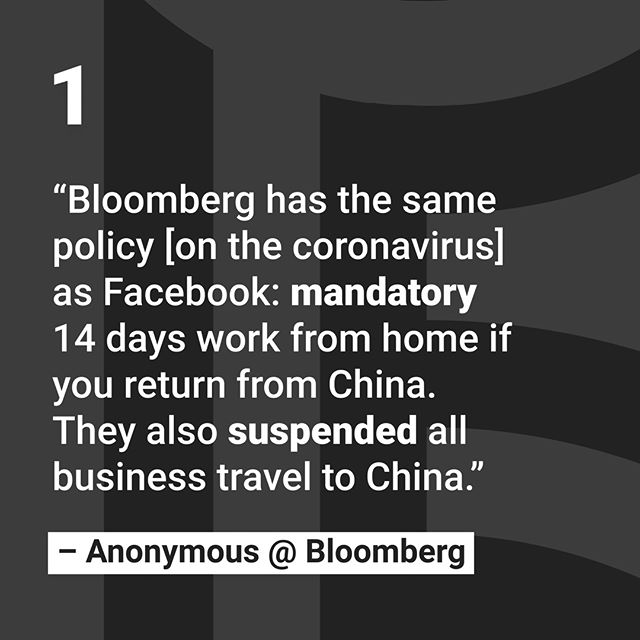 1
“Bloomberg has the same
policy [on the coronavirus]
as Facebook: mandatory
14 days work from home if
you return from China.
They also suspended all
business travel to China.”
– Anonymous @ Bloomberg